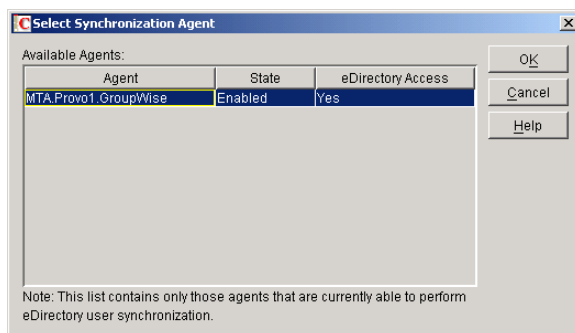 Select Synchronization Agent
Available Agents:
Agent State eDirectory Access
MTA.Provo1.GroupWise Enabled Yes
OK
Cancel
Help
Note: This list contains only those agents that are currently able to perform
eDirectory user synchronization.